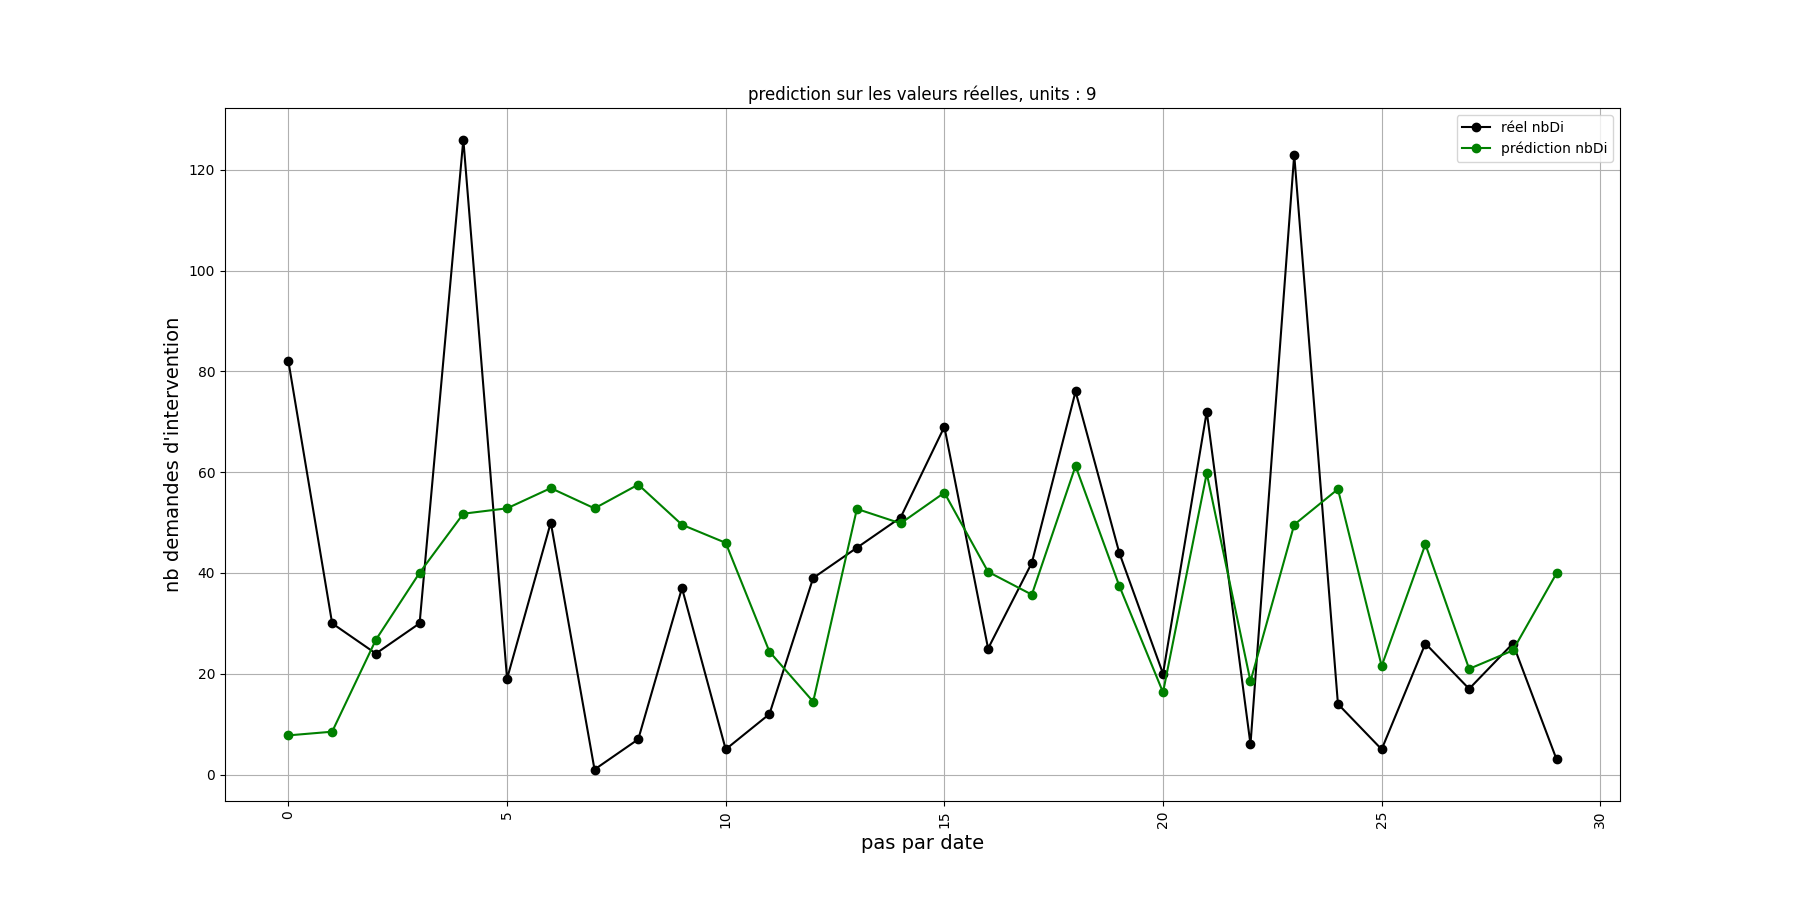 prediction sur les valeurs réelles, units : 9
réel nbDi
prédiction nbDi
nb demandes d'intervention
120
100
80
60
40
20
0
0
5
10
15
20
25
30
pas par date